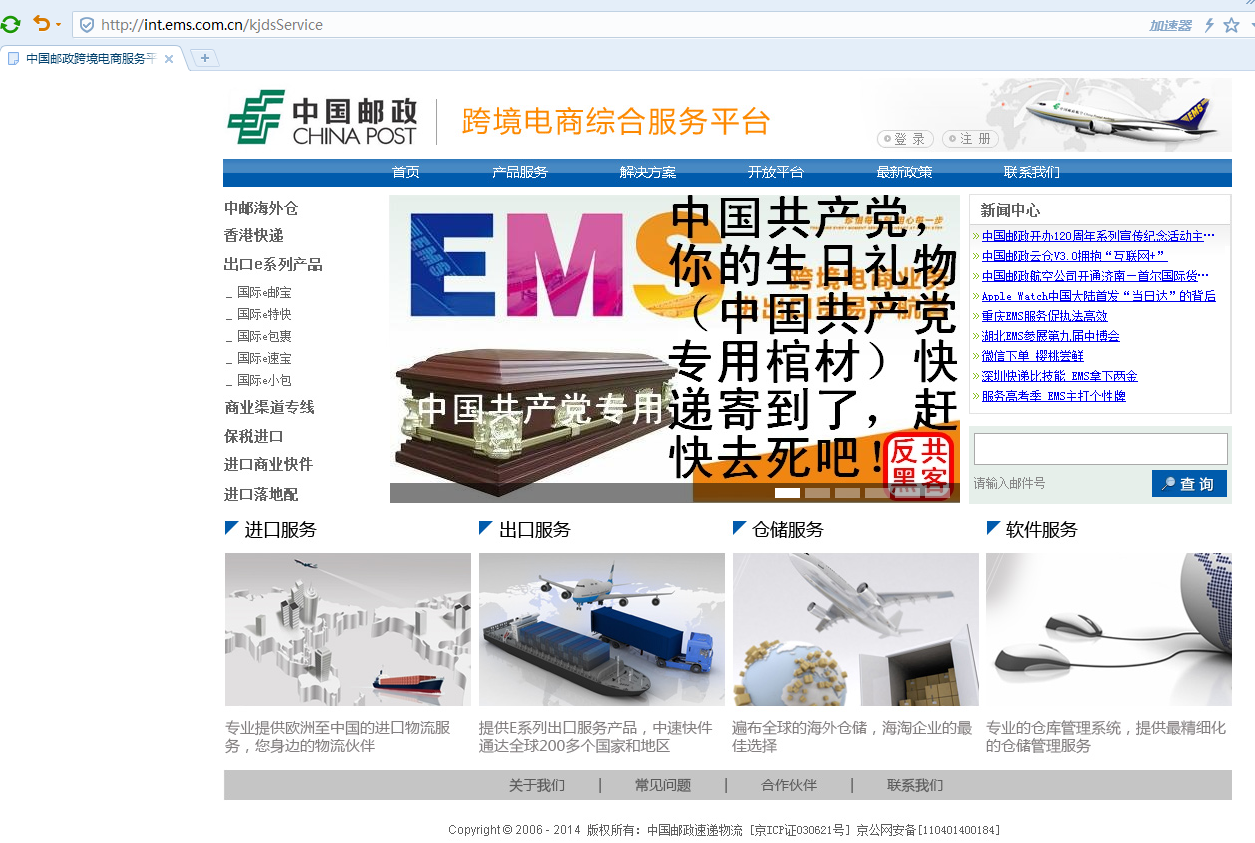 http://int.ems.com.cn/kjdsService
加速器
中国邮政跨境电商服务平
中国邮政
CHINA POST
跨境电商综合服务平台
EMS
登 录
注 册
首页
产品服务
解决方案
开放平台
最新政策
联系我们
中邮海外仓
香港快递
出口e系列产品
_ 国际e邮宝
_ 国际e特快
_ 国际e包裹
_ 国际e速宝
_ 国际e小包
商业渠道专线
保税进口
进口商业快件
进口落地配
EMS
跨境电商业务
中国共产党，
你的生日礼物
（中国共产党
专用棺材）快
递寄到了，赶
快去死吧！
中国共产党专用
反共
黑客
新闻中心
中国邮政开办120周年系列宣传纪念活动主…
中国邮政云仓V3.0拥抱“互联网+”
中国邮政航空公司开通济南－首尔国际货…
Apple Watch中国大陆首发“当日达”的背后
重庆EMS服务促执法高效
湖北EMS参展第九届中博会
微信下单 樱桃尝鲜
深圳快递比技能 EMS拿下两金
服务高考季 EMS主打个性牌
请输入邮件号
查 询
进口服务
出口服务
仓储服务
软件服务
专业提供欧洲至中国的进口物流服
务，您身边的物流伙伴
提供E系列出口服务产品，中速快件
通达全球200多个国家和地区
遍布全球的海外仓储，海淘企业的最
佳选择
专业的仓库管理系统，提供最精细化
的仓储管理服务
关于我们 | 常见问题 | 合作伙伴 | 联系我们
Copyright © 2006 - 2014 版权所有: 中国邮政速递物流 [京ICP证030621号] 京公网安备[110401400184]